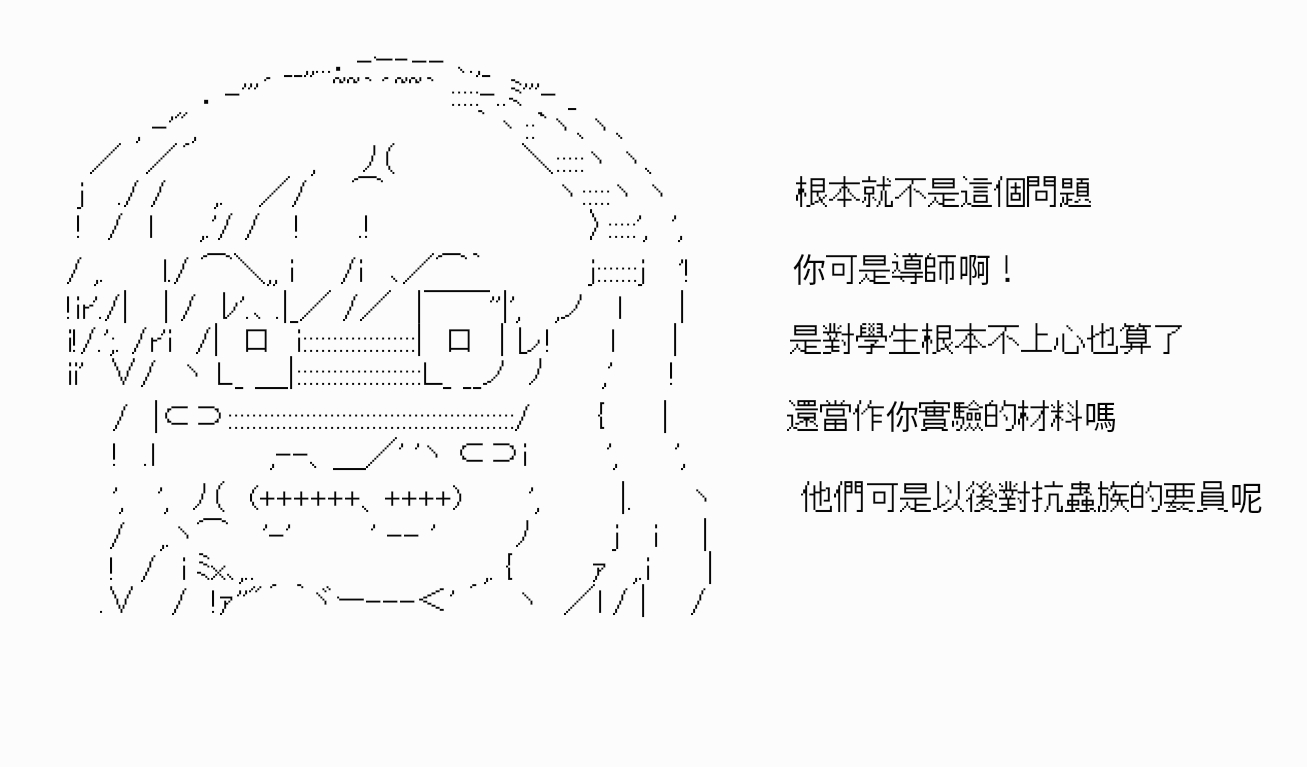 根本就不是這個問題
你可是導師啊！
是對學生根本不上心也算了
還當作你實驗的材料嗎
他們可是以後對抗蟲族的要員呢